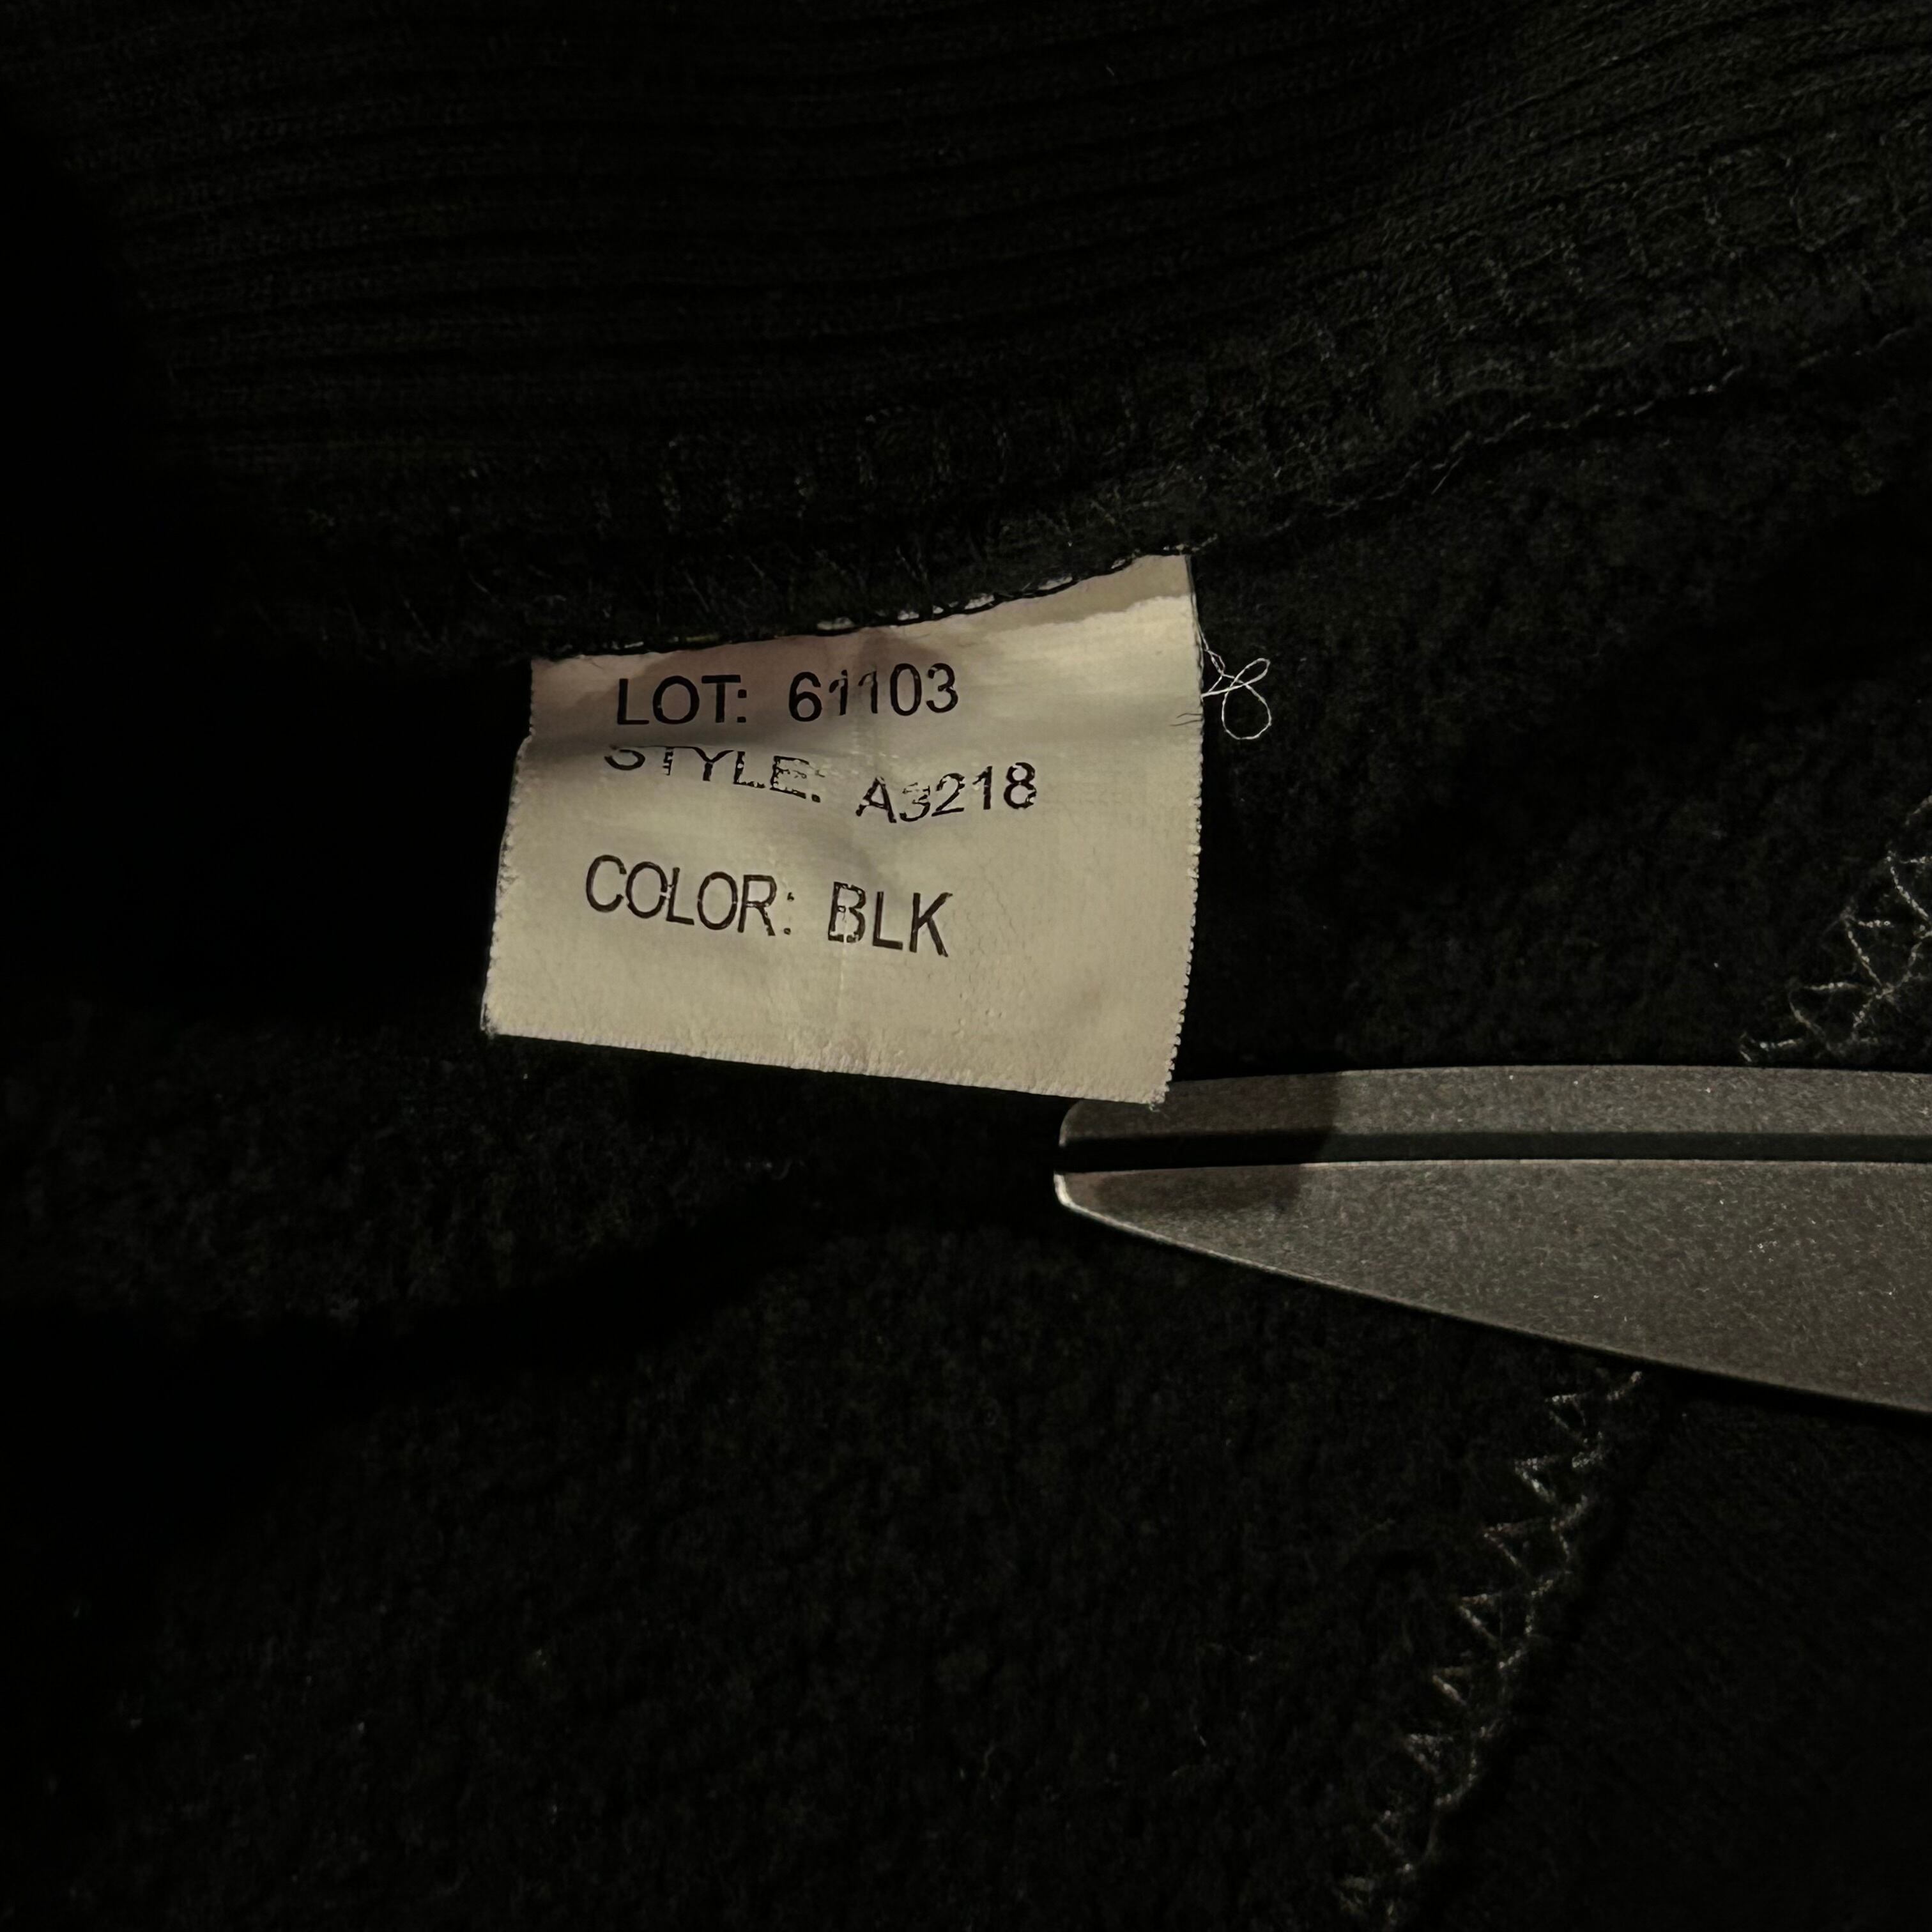 LOT: 61103
STYLE: A3218
COLOR: BLK